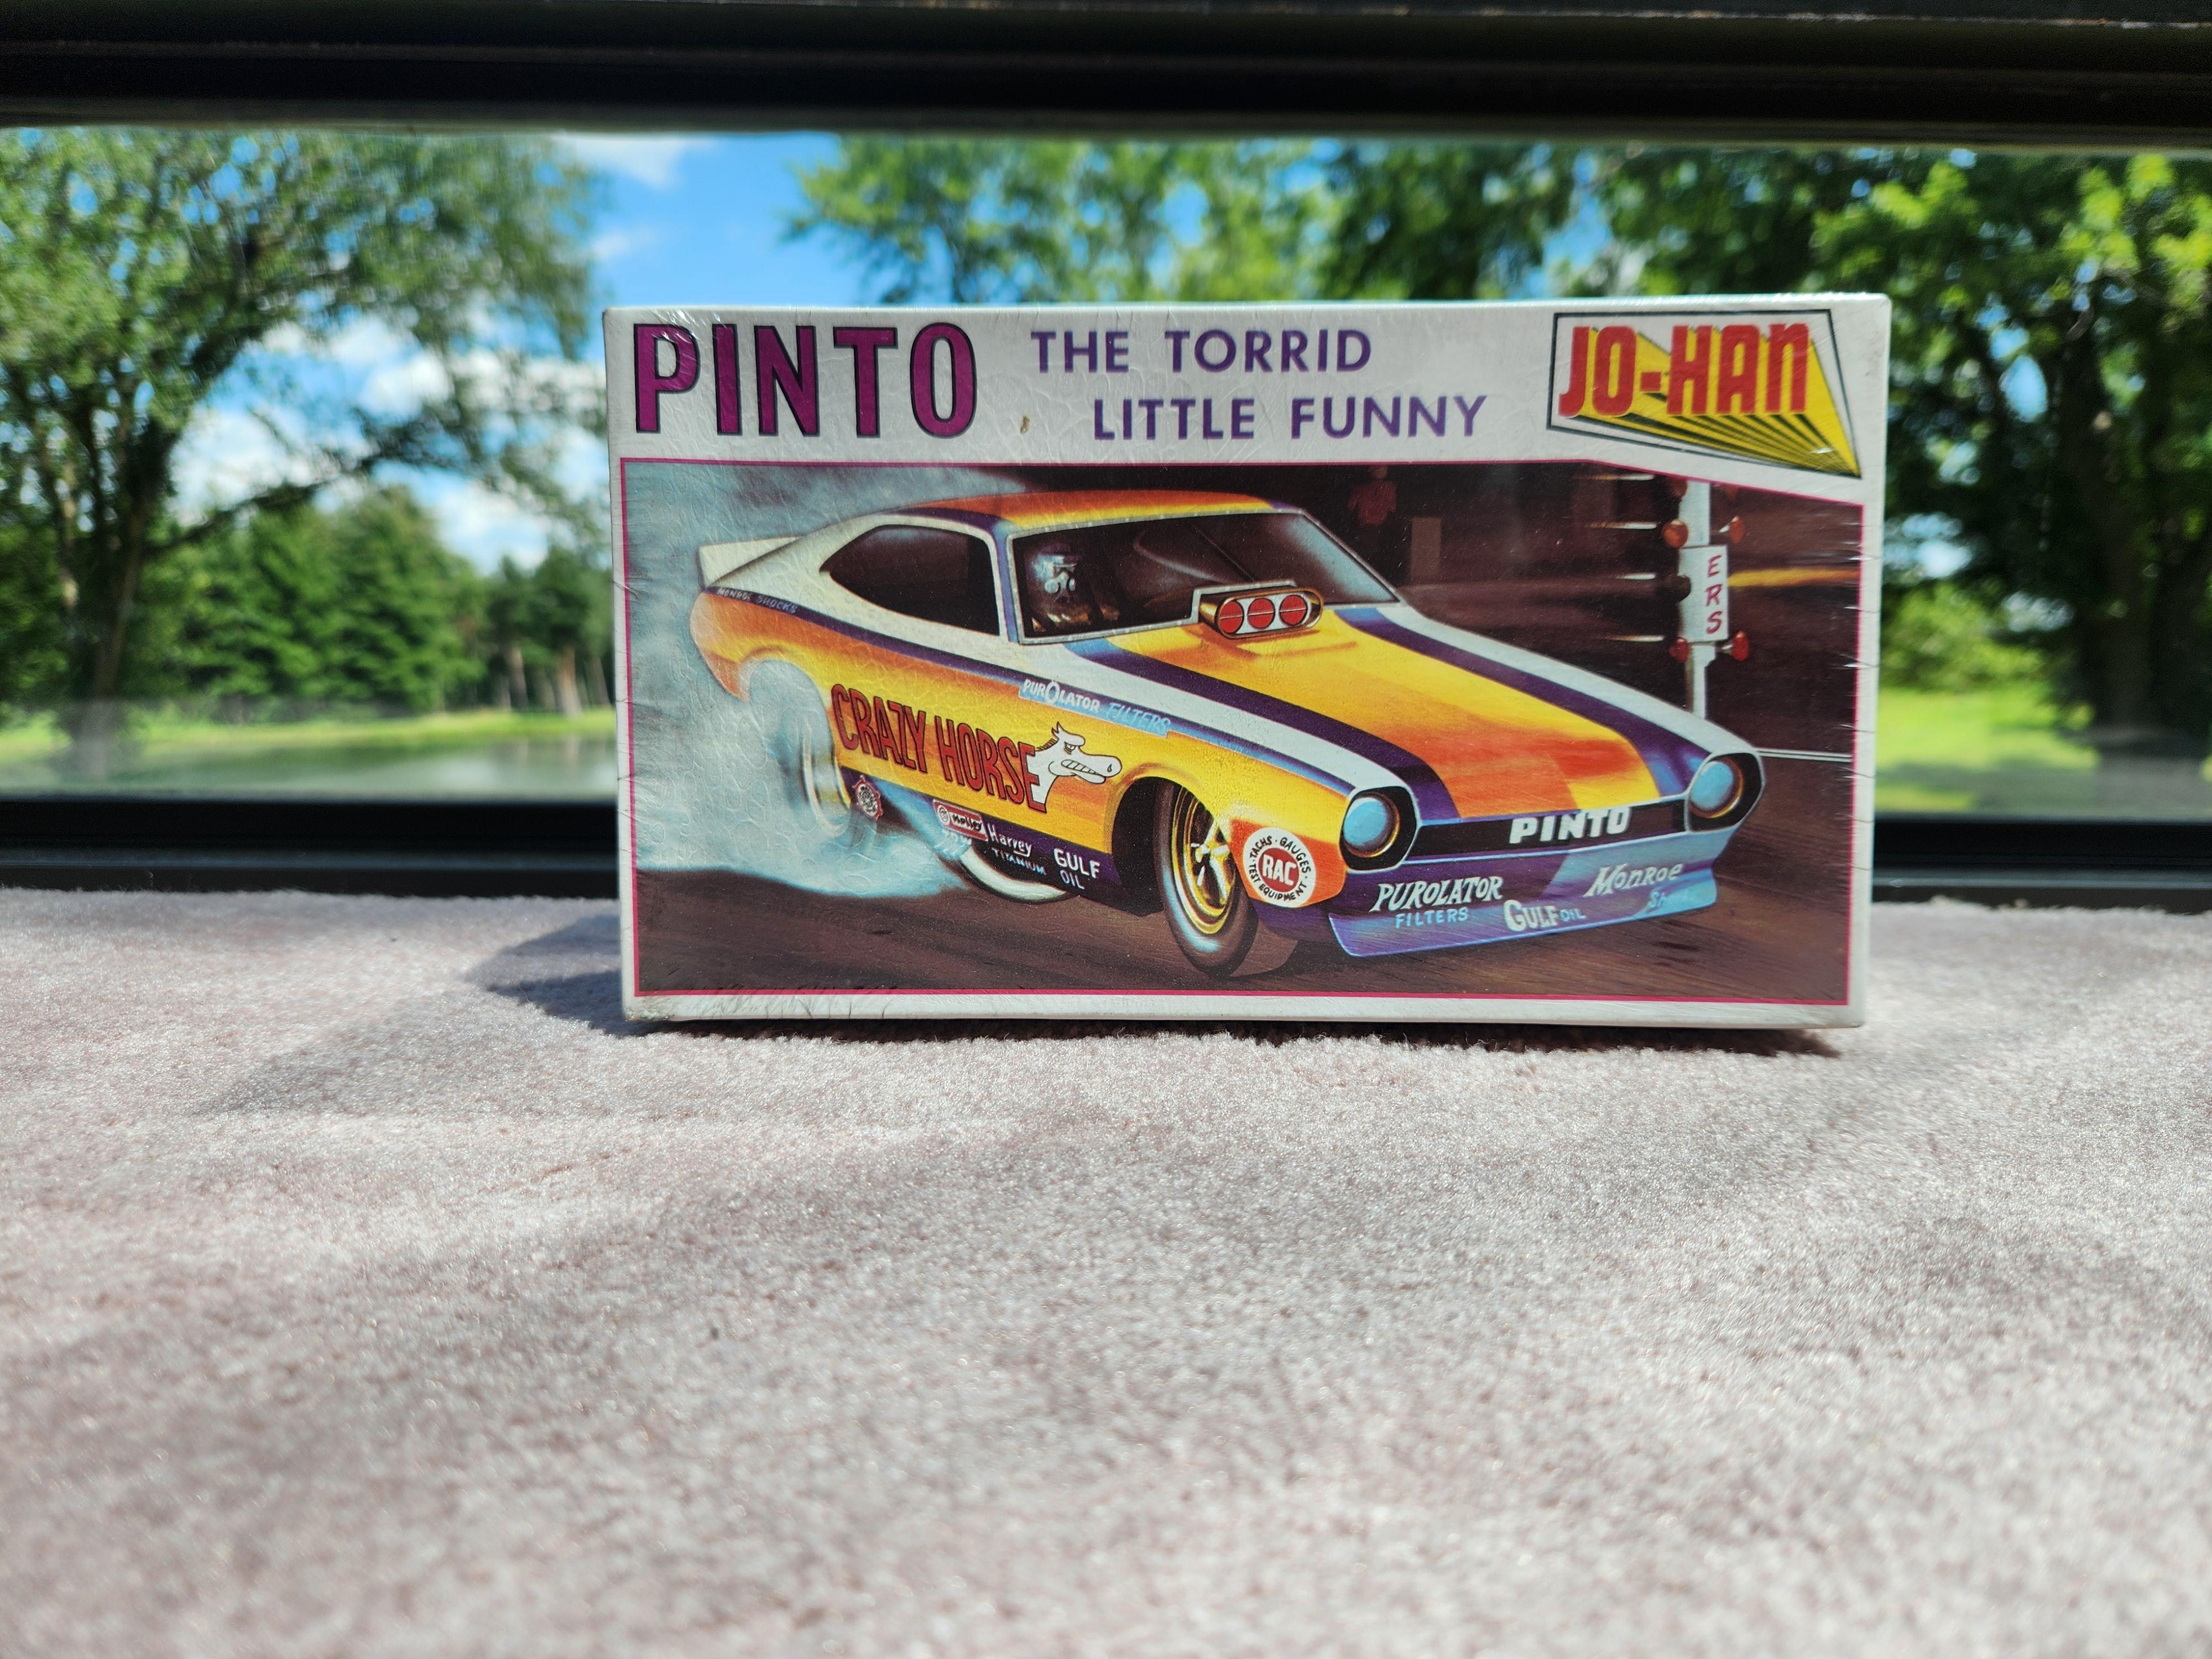 PINTO
THE TORRID
LITTLE FUNNY
JO-HAN
ERS
MONROE SHOCKS
PUROLATOR FILTERS
CRAZY HORSE
Harvey
TITANIUM
GULF
OIL
TACHS · GAUGES ·
RAC
TEST EQUIPMENT
PINTO
PUROLATOR
FILTERS
GULF OIL
MONROE